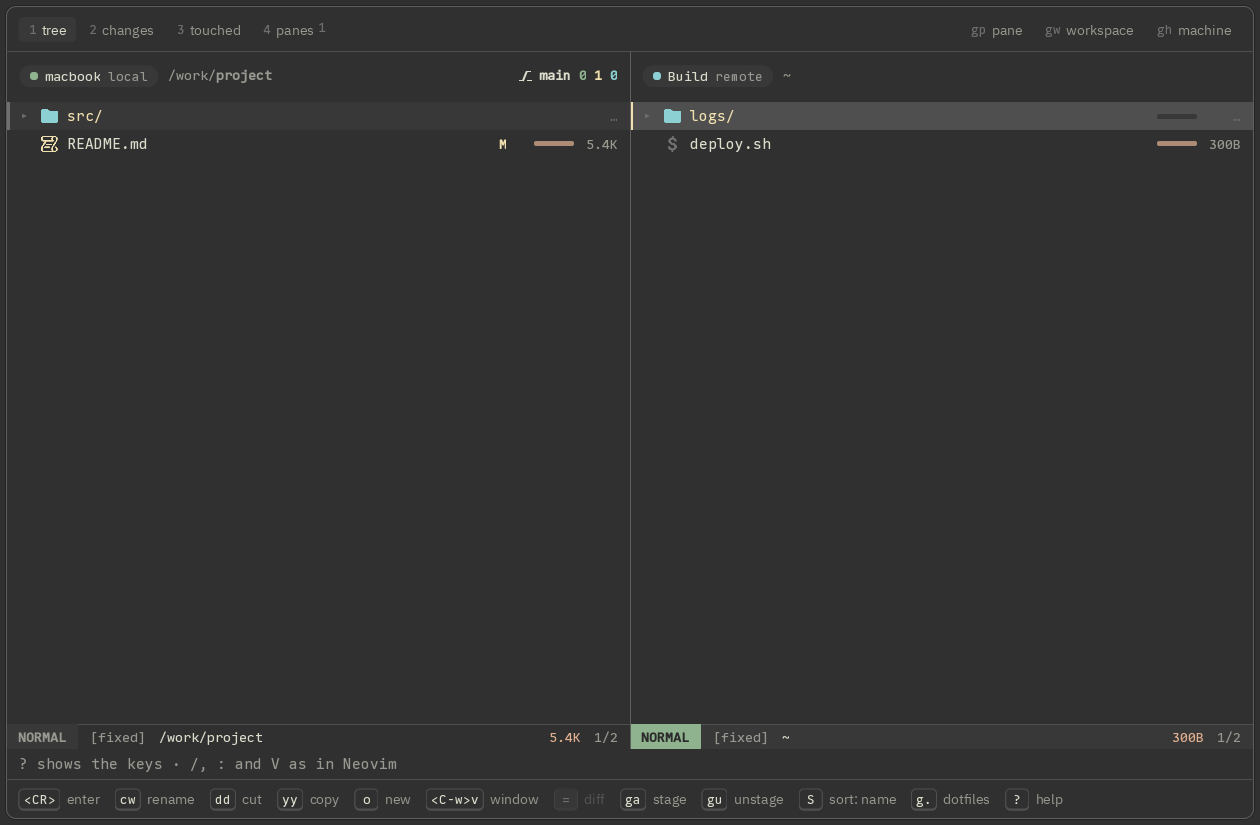 1 tree 2 changes 3 touched 4 panes 1 gp pane gw workspace gh machine
macbook local /work/project main 0 1 0 Build remote ~
src/ … logs/ …
README.md M 5.4K $ deploy.sh 300B
NORMAL [fixed] /work/project 5.4K 1/2 NORMAL [fixed] ~ 300B 1/2
? shows the keys · /, : and V as in Neovim
<CR> enter cw rename dd cut yy copy o new <C-w>v window = diff ga stage gu unstage S sort: name g. dotfiles ? help